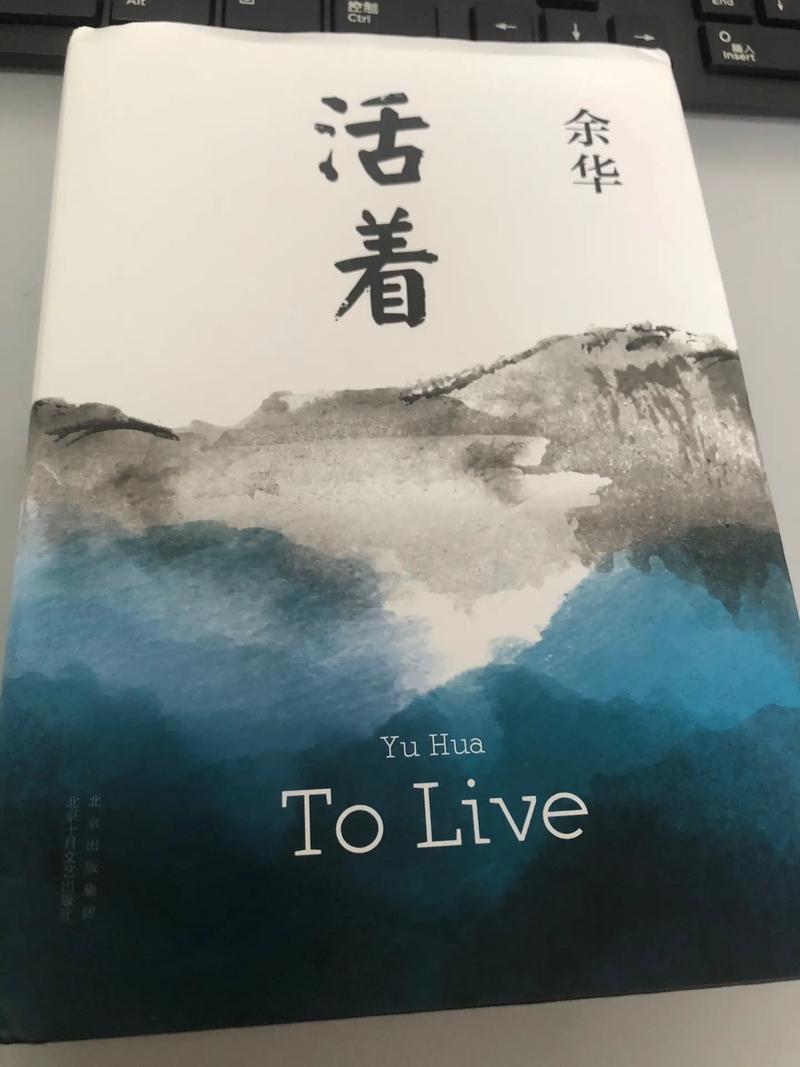 Alt
控制
Ctrl
←
↓
→
End
↓
0
插入
Insert
活着
余华
Yu Hua
To Live
北京出版集团
北京十月文艺出版社